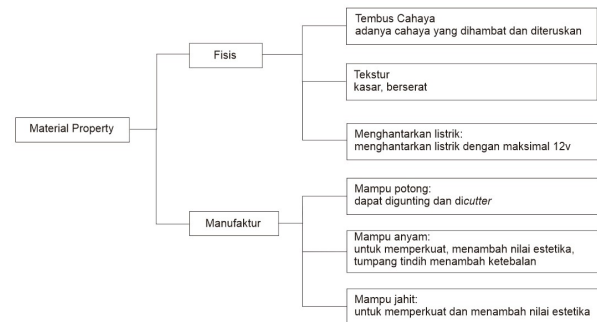 Material Property
Fisis
Tembus Cahaya
adanya cahaya yang dihambat dan diteruskan
Tekstur
kasar, berserat
Menghantarkan listrik:
menghantarkan listrik dengan maksimal 12v
Manufaktur
Mampu potong:
dapat digunting dan dicutter
Mampu anyam:
untuk memperkuat, menambah nilai estetika,
tumpang tindih menambah ketebalan
Mampu jahit:
untuk memperkuat dan menambah nilai estetika